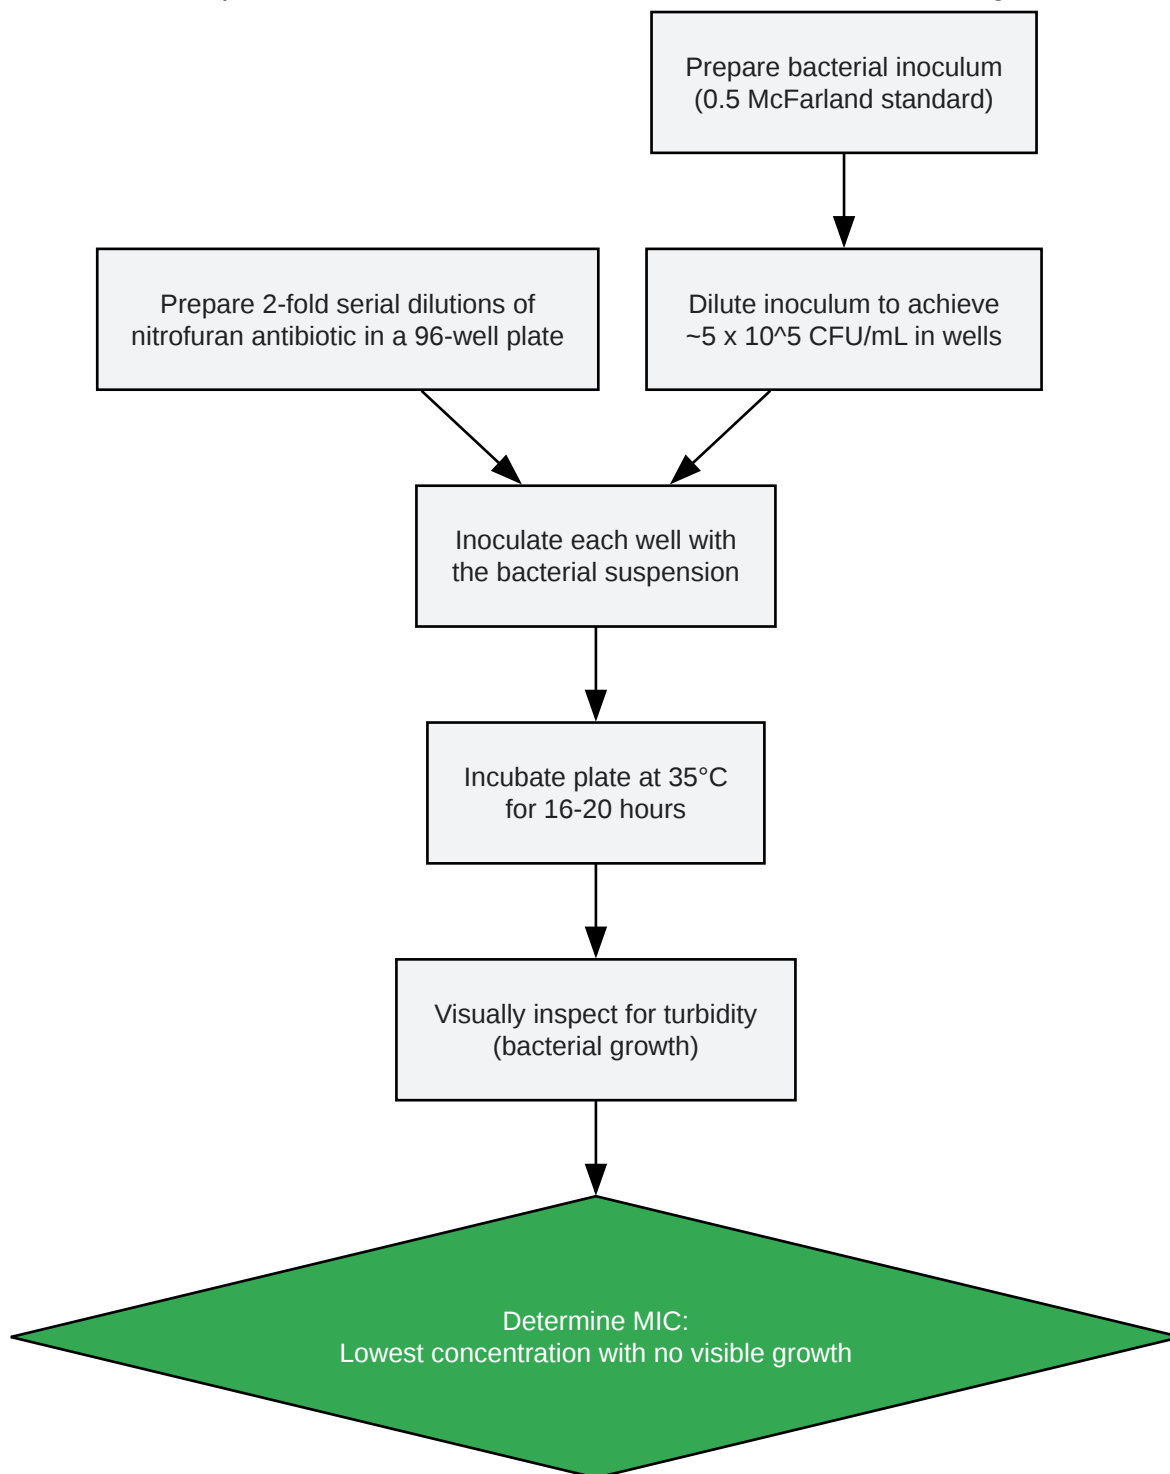 Prepare bacterial inoculum
(0.5 McFarland standard)
Prepare 2-fold serial dilutions of
nitrofuran antibiotic in a 96-well plate
Dilute inoculum to achieve
~5 x 10^5 CFU/mL in wells
Inoculate each well with
the bacterial suspension
Incubate plate at 35°C
for 16-20 hours
Visually inspect for turbidity
(bacterial growth)
Determine MIC:
Lowest concentration with no visible growth